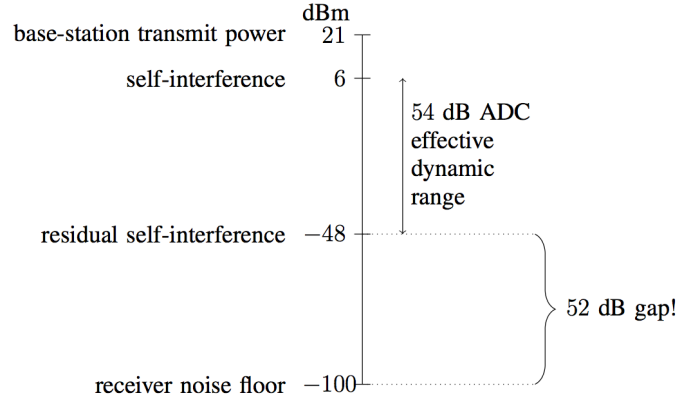 dBm
base-station transmit power 21
self-interference 6
54 dB ADC
effective
dynamic
range
residual self-interference −48
52 dB gap!
receiver noise floor −100